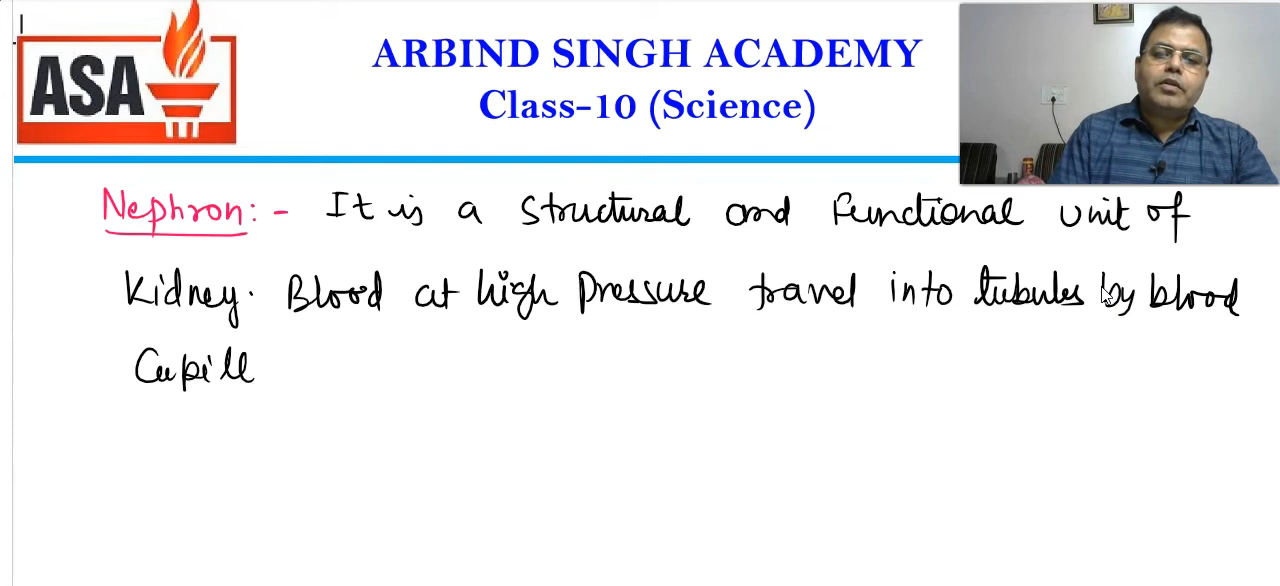 ASA
ARBIND SINGH ACADEMY
Class-10 (Science)
Nephron:- It is a Structural and Functional Unit of
Kidney. Blood at high Pressure travel into tubules by blood
Capill